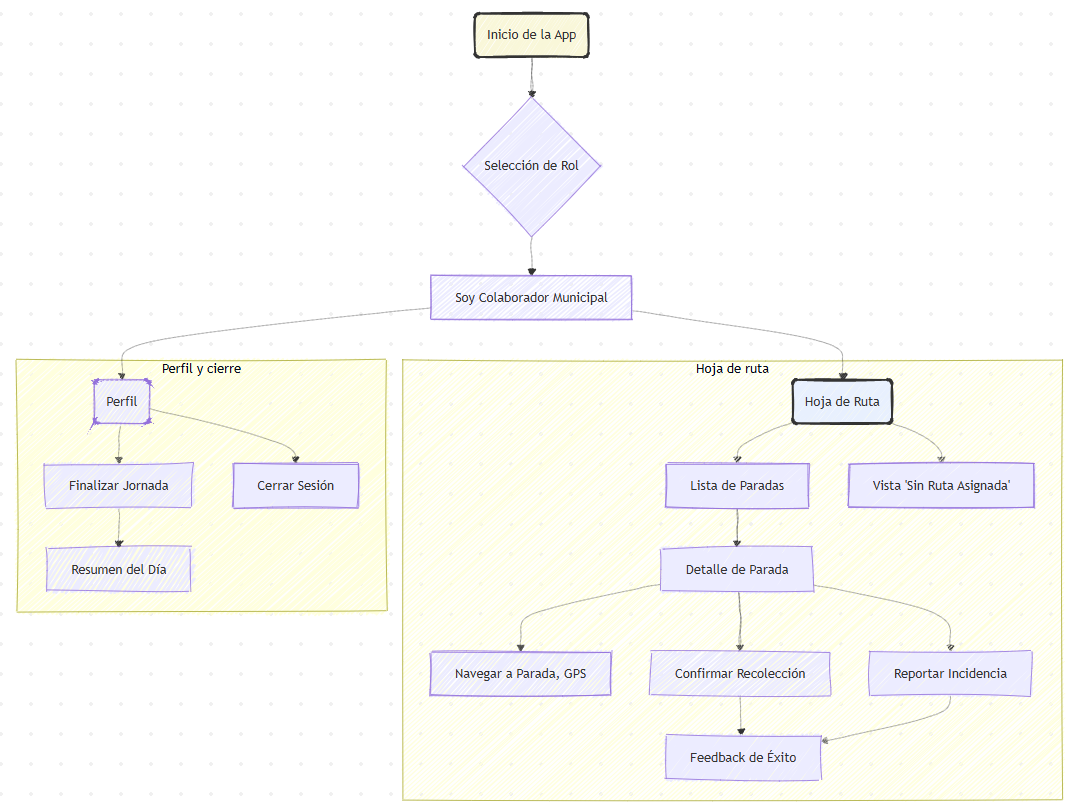 Inicio de la App
Selección de Rol
Soy Colaborador Municipal
Perfil y cierre
Perfil
Finalizar Jornada
Cerrar Sesión
Resumen del Día
Hoja de ruta
Hoja de Ruta
Lista de Paradas
Vista 'Sin Ruta Asignada'
Detalle de Parada
Navegar a Parada, GPS
Confirmar Recolección
Reportar Incidencia
Feedback de Éxito